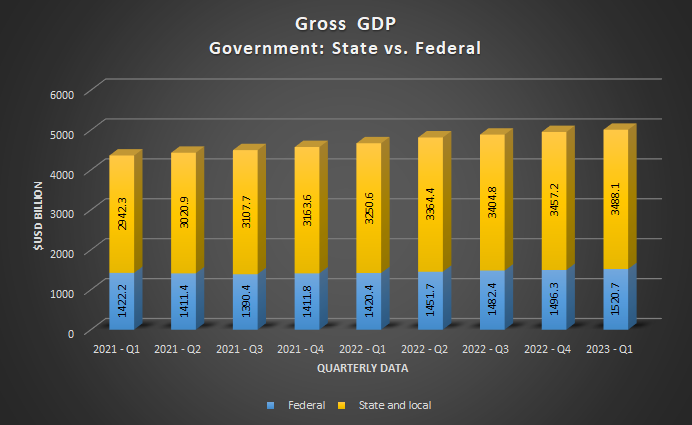 Gross GDP
Government: State vs. Federal
$USD BILLION
6000
5000
4000
3000
2000
1000
0
2942.3
3020.9
3107.7
3163.6
3250.6
3364.4
3404.8
3457.2
3488.1
1422.2
1411.4
1390.4
1411.8
1420.4
1451.7
1482.4
1496.3
1520.7
2021 - Q1
2021 - Q2
2021 - Q3
2021 - Q4
2022 - Q1
2022 - Q2
2022 - Q3
2022 - Q4
2023 - Q1
QUARTERLY DATA
Federal
State and local